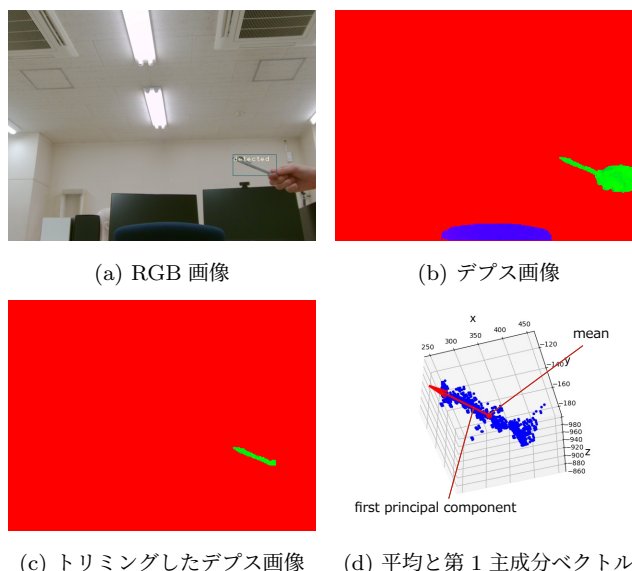 detected
(a) RGB 画像
(b) デプス画像
x
250 300 350 400 450
mean
−120
−140
y
−160
−180
−980
−960
−940
−920
−900
z
−880
−860
first principal component
(c) トリミングしたデプス画像
(d) 平均と第 1 主成分ベクトル